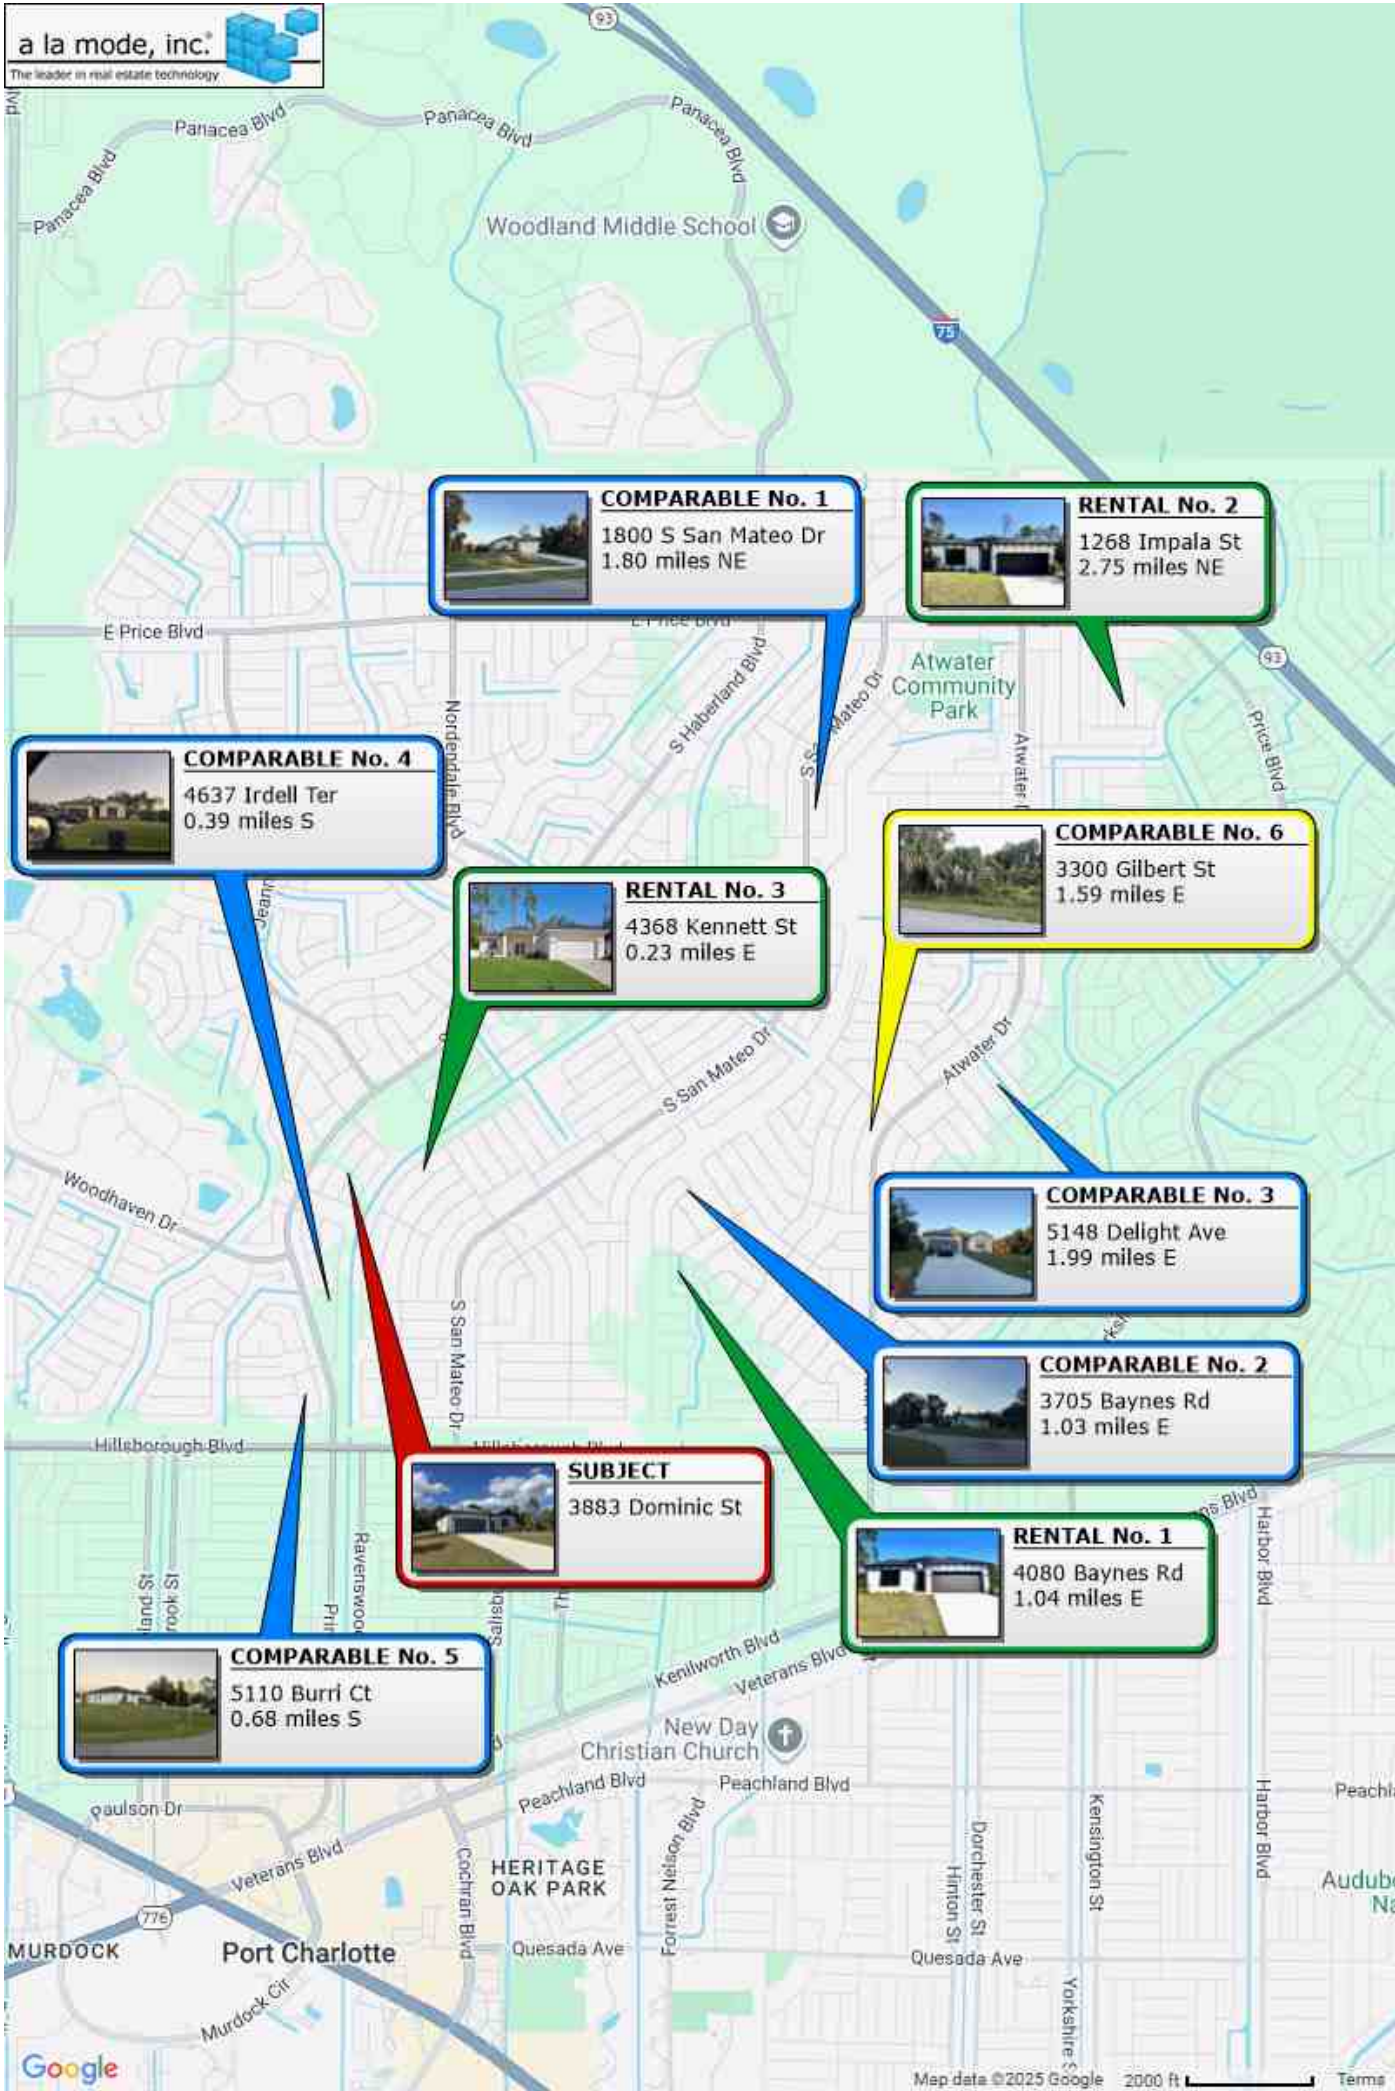 a la mode, inc.®
The leader in real estate technology
93
Panacea Blvd
Panacea Blvd
Panacea Blvd
Panacea Blvd
Woodland Middle School
75
COMPARABLE No. 1
1800 S San Mateo Dr
1.80 miles NE
RENTAL No. 2
1268 Impala St
2.75 miles NE
E Price Blvd
E Price Blvd
Atwater
Community
Park
93
S Haberland Blvd
Nordendale Blvd
Price Blvd
COMPARABLE No. 4
4637 Irdell Ter
0.39 miles S
COMPARABLE No. 6
3300 Gilbert St
1.59 miles E
RENTAL No. 3
4368 Kennett St
0.23 miles E
Atwater Dr
S San Mateo Dr
Woodhaven Dr
COMPARABLE No. 3
5148 Delight Ave
1.99 miles E
S San Mateo Dr
COMPARABLE No. 2
3705 Baynes Rd
1.03 miles E
Hillsborough Blvd
SUBJECT
3883 Dominic St
RENTAL No. 1
4080 Baynes Rd
1.04 miles E
Harbor Blvd
Kenilworth Blvd
Veterans Blvd
COMPARABLE No. 5
5110 Burri Ct
0.68 miles S
New Day
Christian Church
Peachland Blvd
Peachland Blvd
Paulson Dr
Veterans Blvd
Cochran Blvd
HERITAGE
OAK PARK
Forrest Nelson Blvd
Dorchester St
Hinton St
Kensington St
Harbor Blvd
776
MURDOCK
Port Charlotte
Quesada Ave
Quesada Ave
Murdock Cir
Google
Map data ©2025 Google
2000 ft
Terms